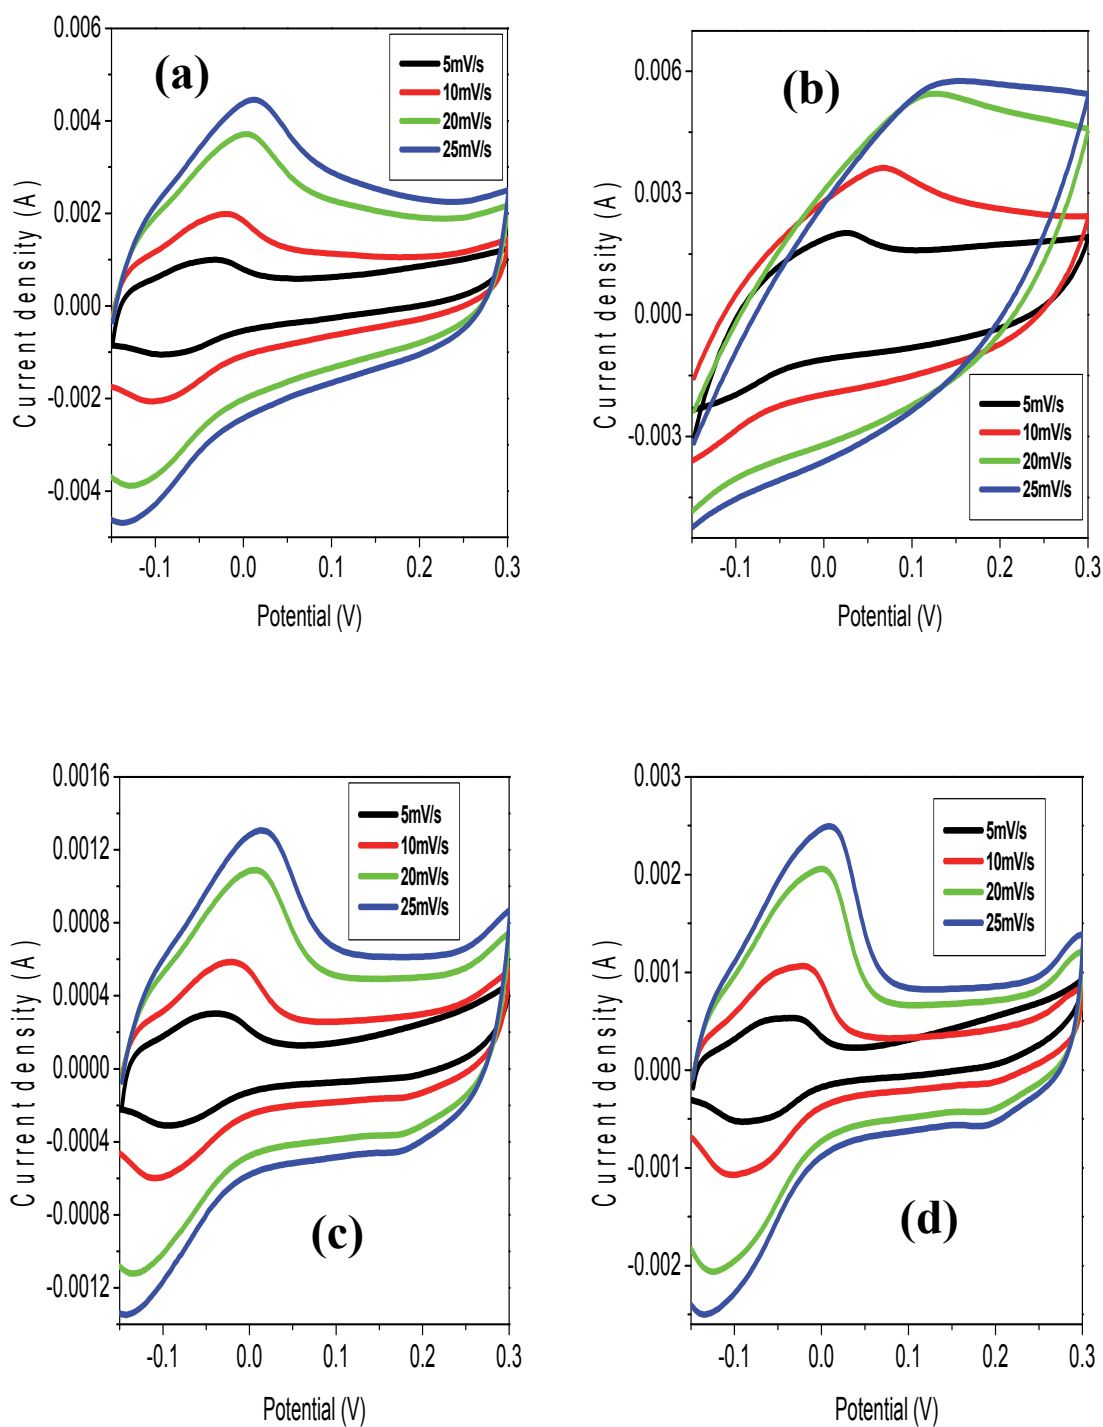 0.006
0.004
0.002
0.000
-0.002
-0.004
-0.1
0.0
0.1
0.2
0.3
Current density (A)
Potential (V)
(a)
5mV/s
10mV/s
20mV/s
25mV/s
0.006
0.003
0.000
-0.003
-0.1
0.0
0.1
0.2
0.3
Current density (A)
Potential (V)
(b)
5mV/s
10mV/s
20mV/s
25mV/s
0.0016
0.0012
0.0008
0.0004
0.0000
-0.0004
-0.0008
-0.0012
-0.1
0.0
0.1
0.2
0.3
Current density (A)
Potential (V)
(c)
5mV/s
10mV/s
20mV/s
25mV/s
0.003
0.002
0.001
0.000
-0.001
-0.002
-0.1
0.0
0.1
0.2
0.3
Current density (A)
Potential (V)
(d)
5mV/s
10mV/s
20mV/s
25mV/s